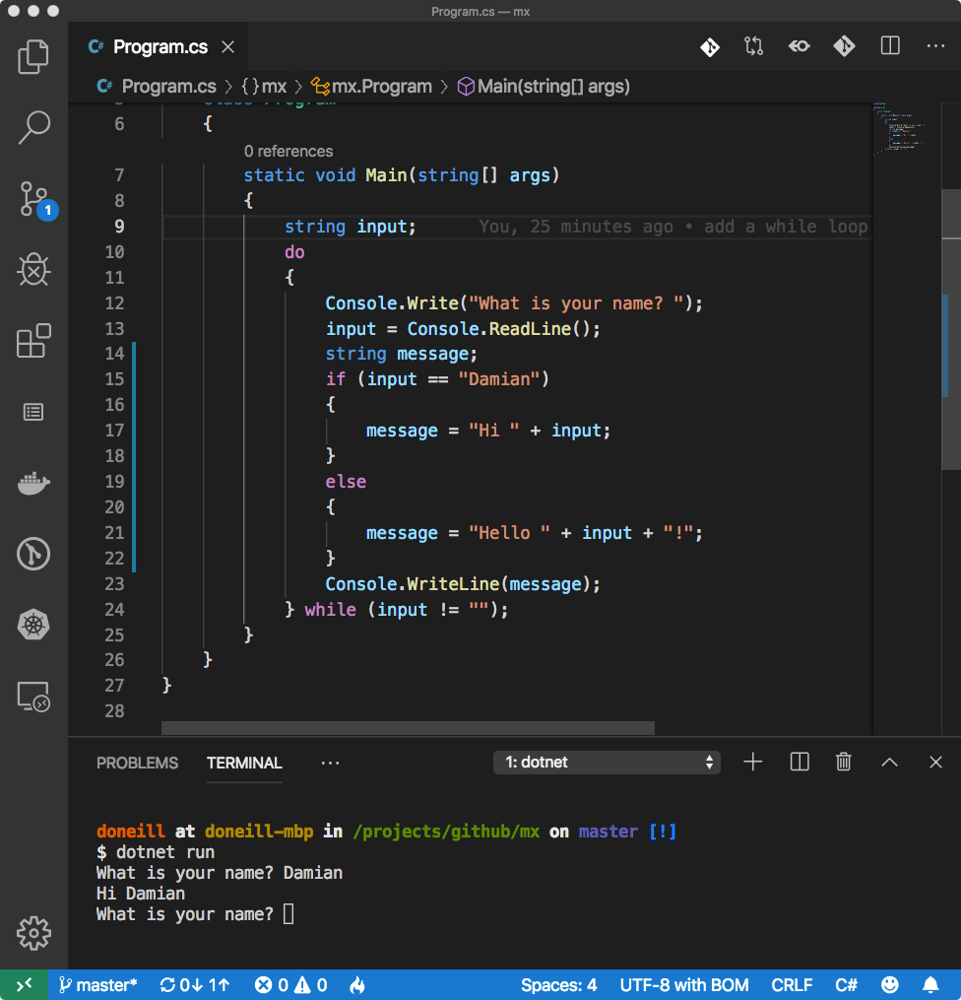 Program.cs — mx
C# Program.cs
C# Program.cs > {} mx > mx.Program > Main(string[] args)
class Program
6 {
0 references
7 static void Main(string[] args)
8 {
9 string input; You, 25 minutes ago • add a while loop
10 do
11 {
12 Console.Write("What is your name? ");
13 input = Console.ReadLine();
14 string message;
15 if (input == "Damian")
16 {
17 message = "Hi " + input;
18 }
19 else
20 {
21 message = "Hello " + input + "!";
22 }
23 Console.WriteLine(message);
24 } while (input != "");
25 }
26 }
27 }
28
1
PROBLEMS TERMINAL ··· 1: dotnet
doneill at doneill-mbp in /projects/github/mx on master [!]
$ dotnet run
What is your name? Damian
Hi Damian
What is your name?
master* 0↓ 1↑ 0 0 Spaces: 4 UTF-8 with BOM CRLF C#